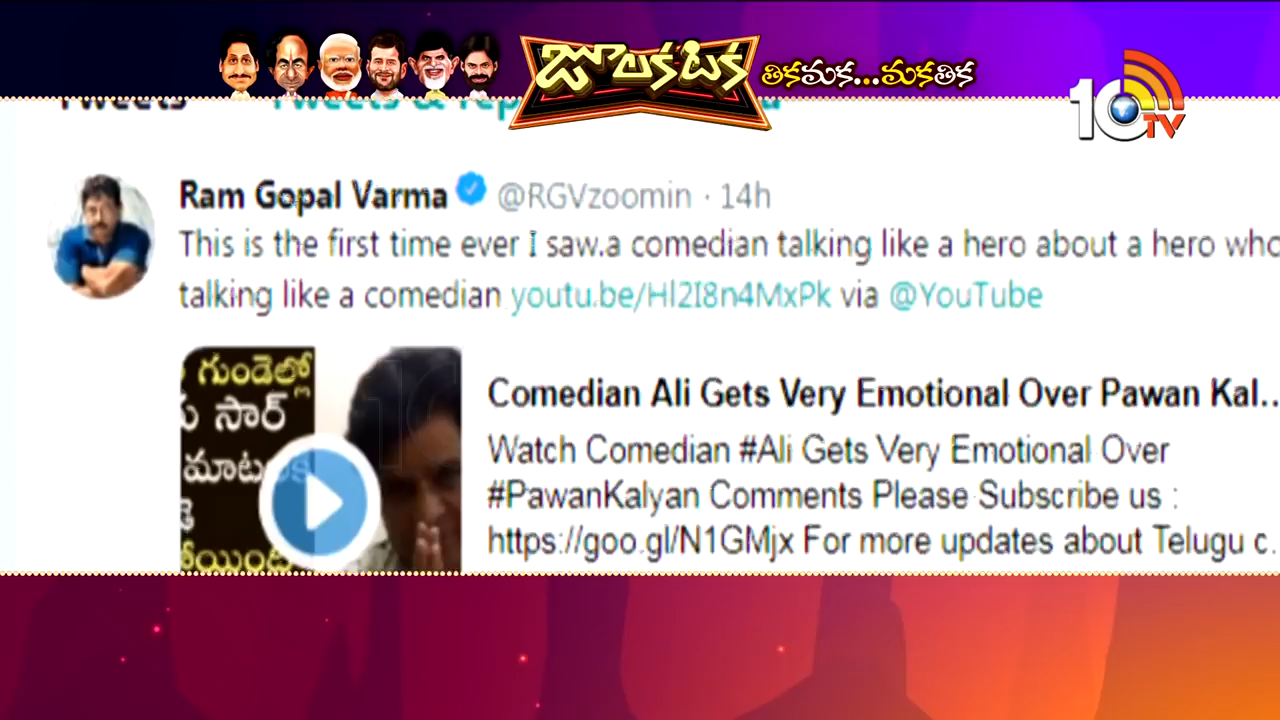 జూలకటక తికమక...మకతిక
10TV
Tweets
Ram Gopal Varma @RGVzoomin · 14h
This is the first time ever I saw.a comedian talking like a hero about a hero who
talking like a comedian youtu.be/Hl2I8n4MxPk via @YouTube
గుండెల్లో
సార్
Comedian Ali Gets Very Emotional Over Pawan Kal..
Watch Comedian #Ali Gets Very Emotional Over
#PawanKalyan Comments Please Subscribe us :
https://goo.gl/N1GMjx For more updates about Telugu c.